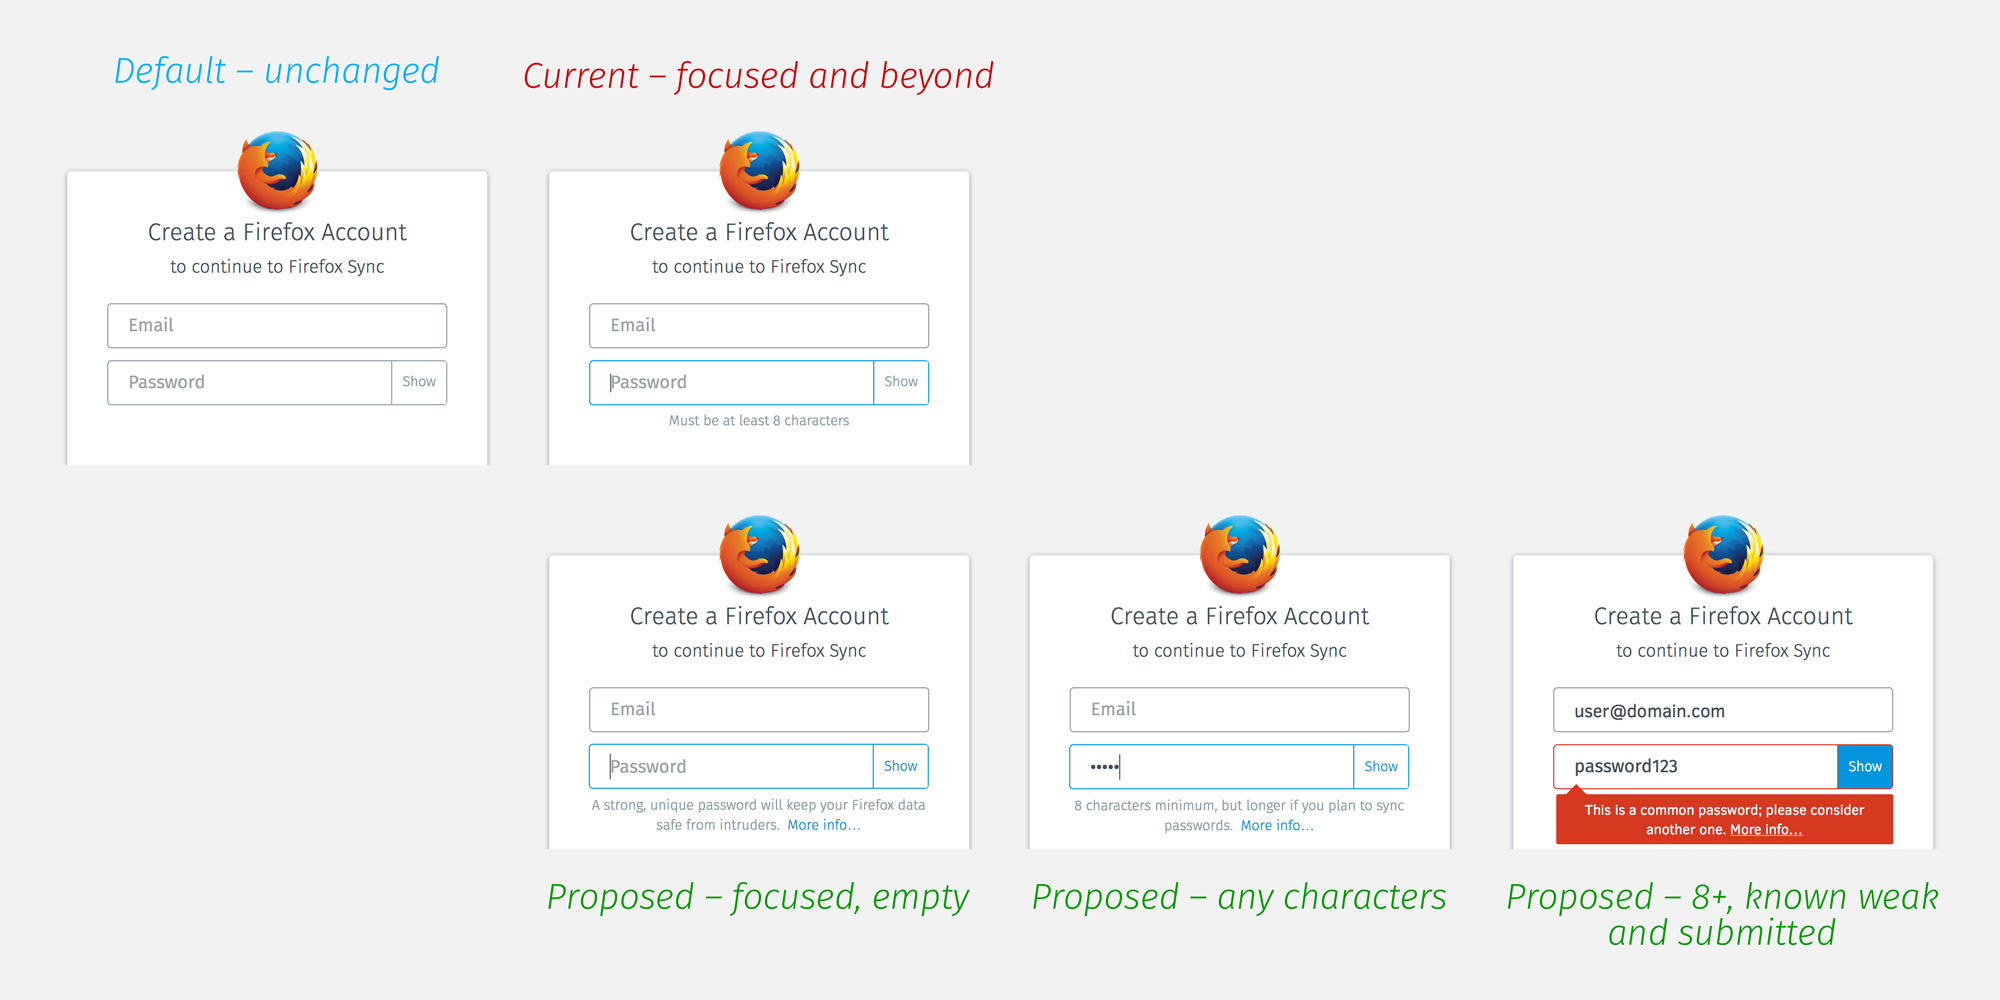 Default – unchanged
Current – focused and beyond
Create a Firefox Account
to continue to Firefox Sync
Email
Password
Show
Create a Firefox Account
to continue to Firefox Sync
Email
Password
Show
Must be at least 8 characters
Create a Firefox Account
to continue to Firefox Sync
Email
Password
Show
A strong, unique password will keep your Firefox data
safe from intruders. More info...
Proposed – focused, empty
Create a Firefox Account
to continue to Firefox Sync
Email
•••••
Show
8 characters minimum, but longer if you plan to sync
passwords. More info...
Proposed – any characters
Create a Firefox Account
to continue to Firefox Sync
user@domain.com
password123
Show
This is a common password; please consider
another one. More info...
Proposed – 8+, known weak
and submitted